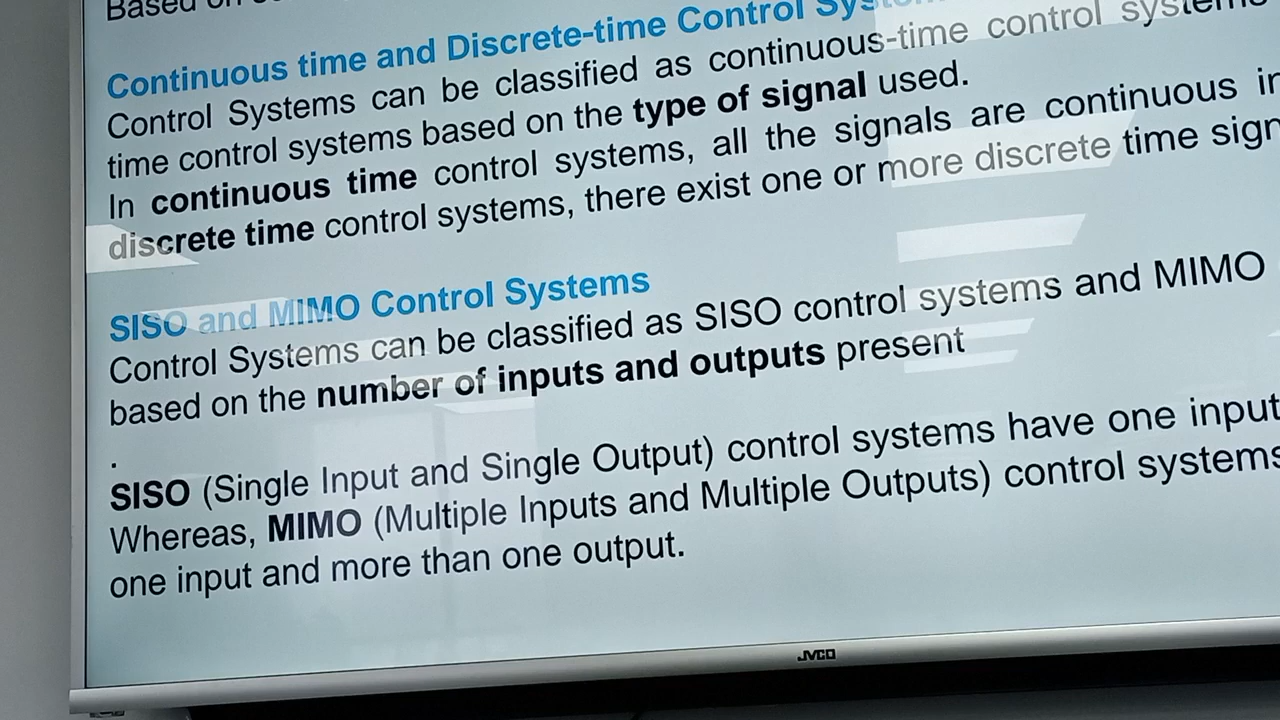 Based on
Continuous time and Discrete-time Control
Control Systems can be classified as continuous-time control systems
time control systems based on the type of signal used.
In continuous time control systems, all the signals are continuous in
discrete time control systems, there exist one or more discrete time
SISO and MIMO Control Systems
Control Systems can be classified as SISO control systems and MIMO
based on the number of inputs and outputs present
.
SISO (Single Input and Single Output) control systems have one input
Whereas, MIMO (Multiple Inputs and Multiple Outputs) control systems
one input and more than one output.
JVCO